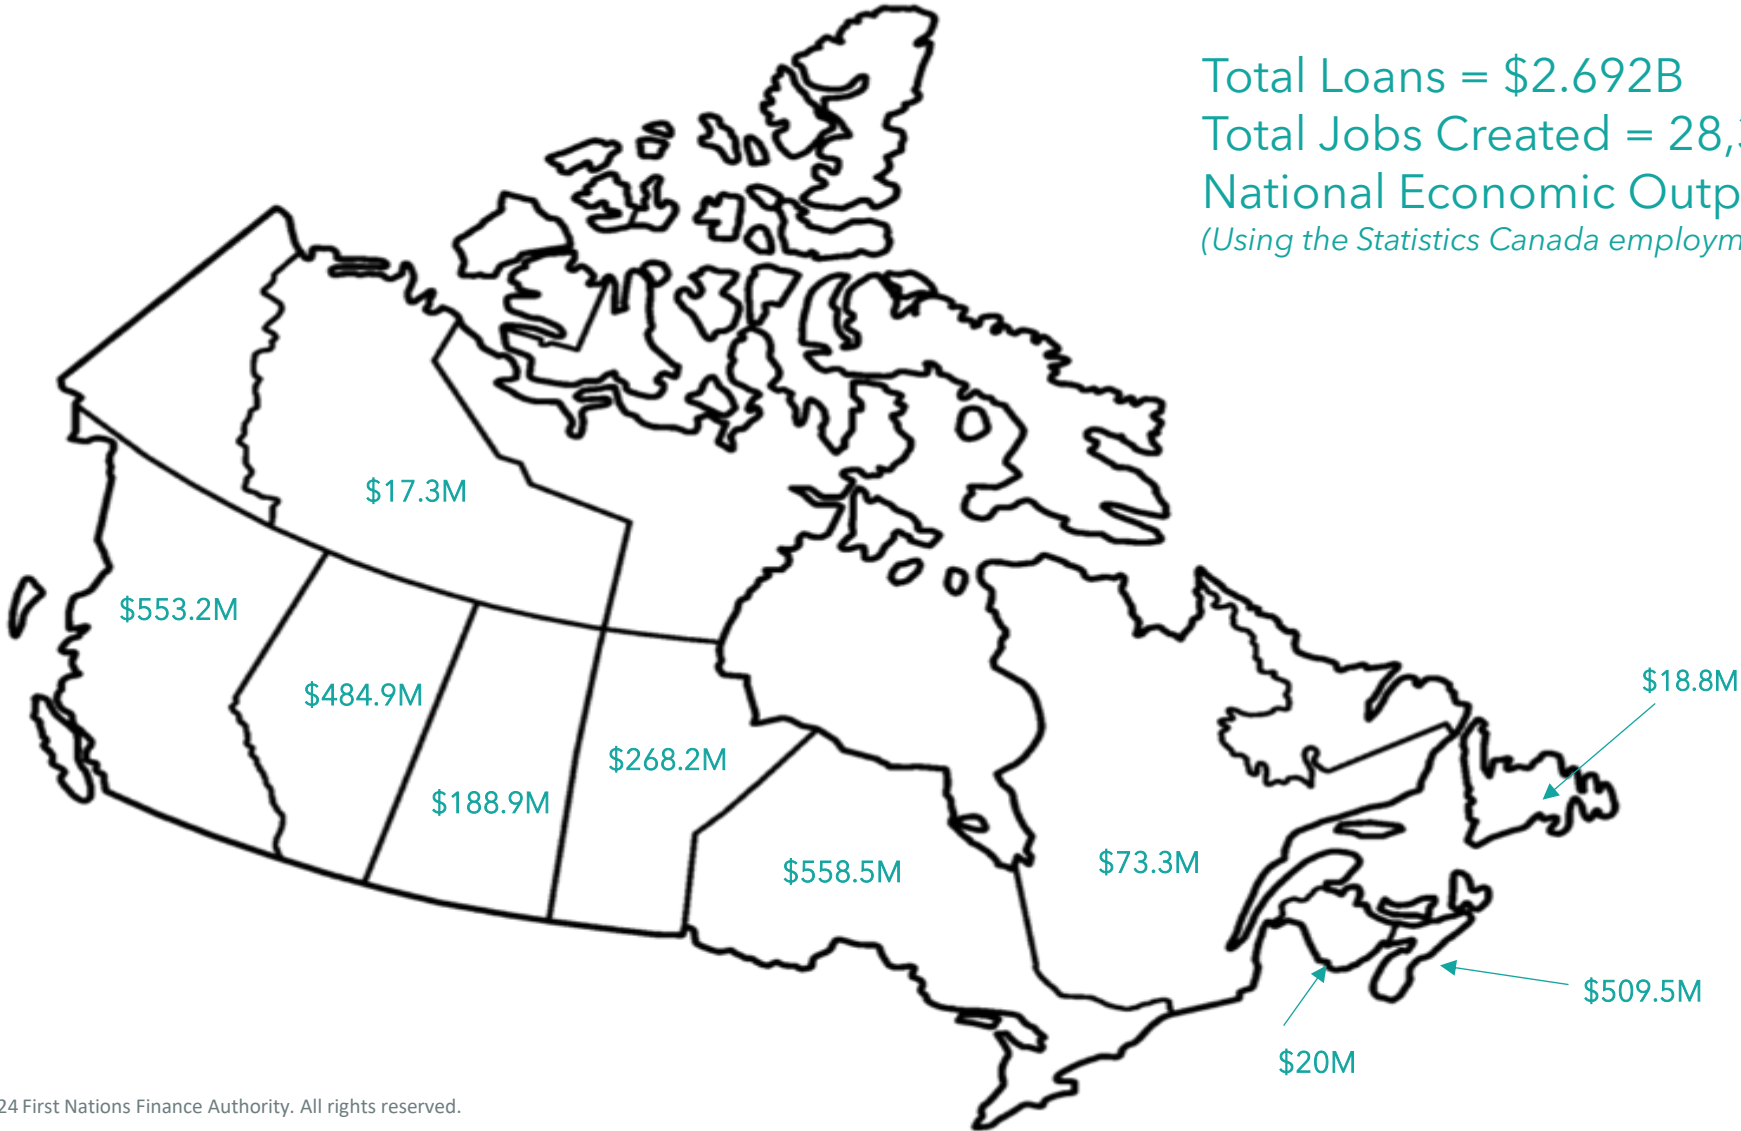 Total Loans = $2.692B
Total Jobs Created = 28,
National Economic
(Using the Statistics Canada
$17.3M
$553.2M
$484.9M
$18.8M
$268.2M
$188.9M
$558.5M
$73.3M
$509.5M
$20M
24 First Nations Finance Authority. All rights reserved.